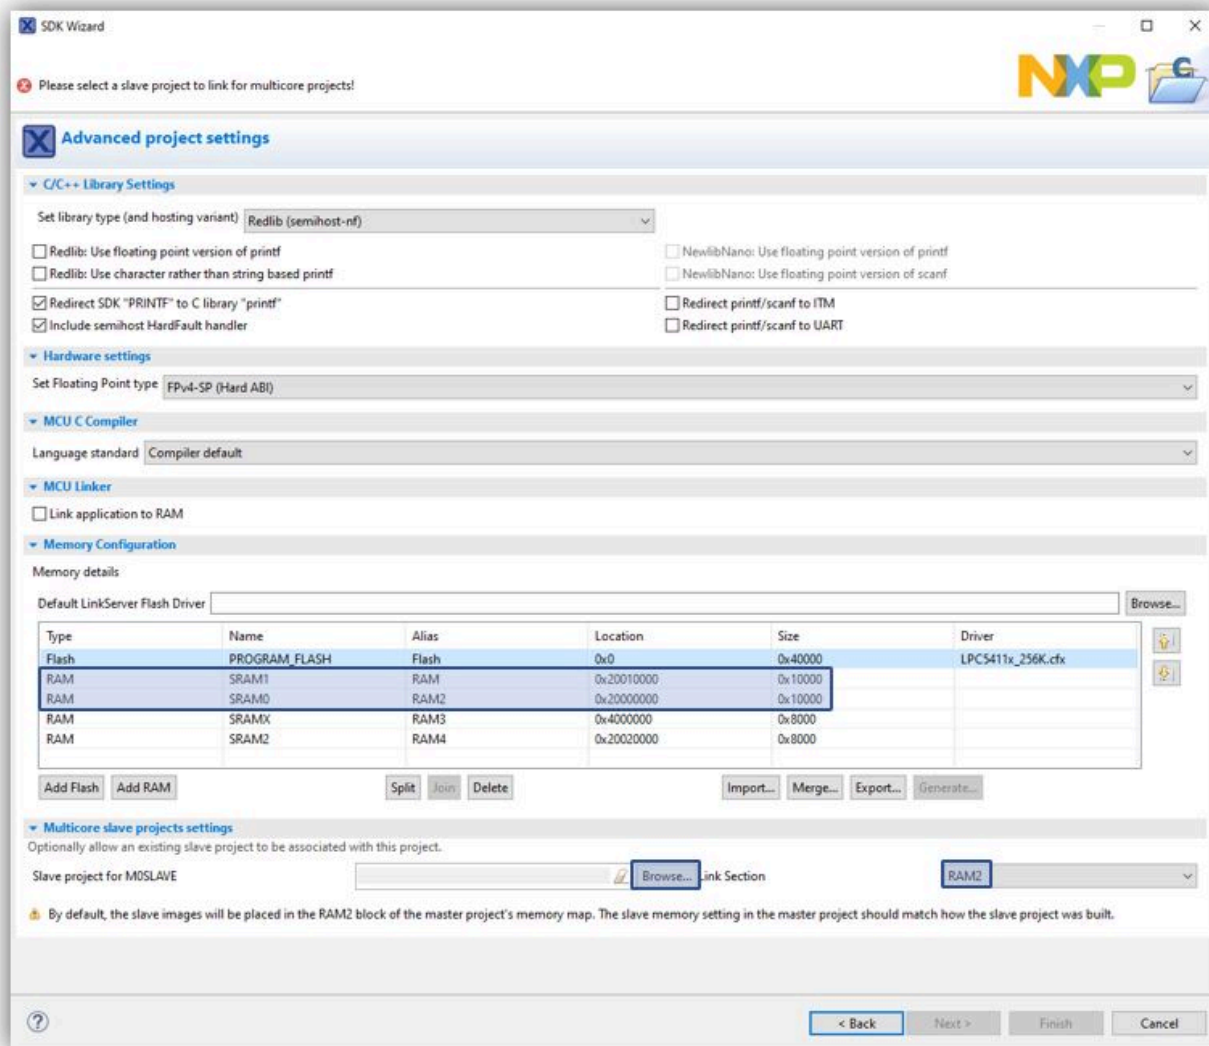 SDK Wizard
Please select a slave project to link for multicore projects!
NXP
Advanced project settings
C/C++ Library Settings
Set library type (and hosting variant) Redlib (semihost-nf)
Redlib: Use floating point version of printf NewlibNano: Use floating point version of printf
Redlib: Use character rather than string based printf NewlibNano: Use floating point version of scanf
Redirect SDK "PRINTF" to C library "printf" Redirect printf/scanf to ITM
Include semihost HardFault handler Redirect printf/scanf to UART
Hardware settings
Set Floating Point type FPv4-SP (Hard ABI)
MCU C Compiler
Language standard Compiler default
MCU Linker
Link application to RAM
Memory Configuration
Memory details
Default LinkServer Flash Driver Browse...
Type Name Alias Location Size Driver
Flash PROGRAM_FLASH Flash 0x0 0x40000 LPC5411x_256K.cfx
RAM SRAM1 RAM 0x20010000 0x10000
RAM SRAM0 RAM2 0x20000000 0x10000
RAM SRAMX RAM3 0x4000000 0x8000
RAM SRAM2 RAM4 0x20020000 0x8000
Add Flash Add RAM Split Join Delete Import... Merge... Export... Generate...
Multicore slave projects settings
Optionally allow an existing slave project to be associated with this project.
Slave project for M0SLAVE Browse... Link Section RAM2
By default, the slave images will be placed in the RAM2 block of the master project's memory map. The slave memory setting in the master project should match how the slave project was built.
? < Back Next > Finish Cancel